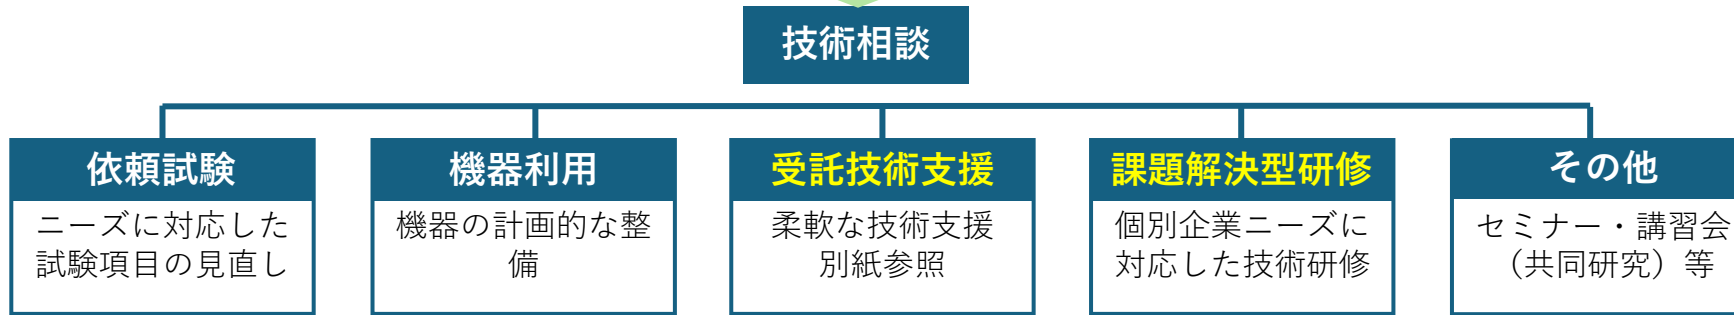 技術相談
依頼試験
ニーズに対応した
試験項目の見直し
機器利用
機器の計画的な整
備
受託技術支援
柔軟な技術支援
別紙参照
課題解決型研修
個別企業ニーズに
対応した技術研修
その他
セミナー・講習会
（共同研究）等